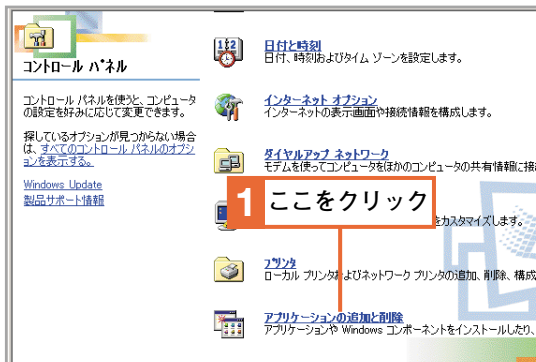 コントロール パネル
コントロール パネルを使うと、コンピュータ
の設定を好みに応じて変更できます。
探しているオプションが見つからない場合
は、すべてのコントロール パネルのオプシ
ョンを表示する。
Windows Update
製品サポート情報
日付と時刻
日付、時刻およびタイム ゾーンを設定します。
インターネット オプション
インターネットの表示画面や接続情報を構成します。
ダイヤルアップ ネットワーク
モデムを使ってコンピュータをほかのコンピュータの共有情報に接
1 ここをクリック
をカスタマイズします。
プリンタ
ローカル プリンタおよびネットワーク プリンタの追加、削除、構成
アプリケーションの追加と削除
アプリケーションや Windows コンポーネントをインストールしたり、